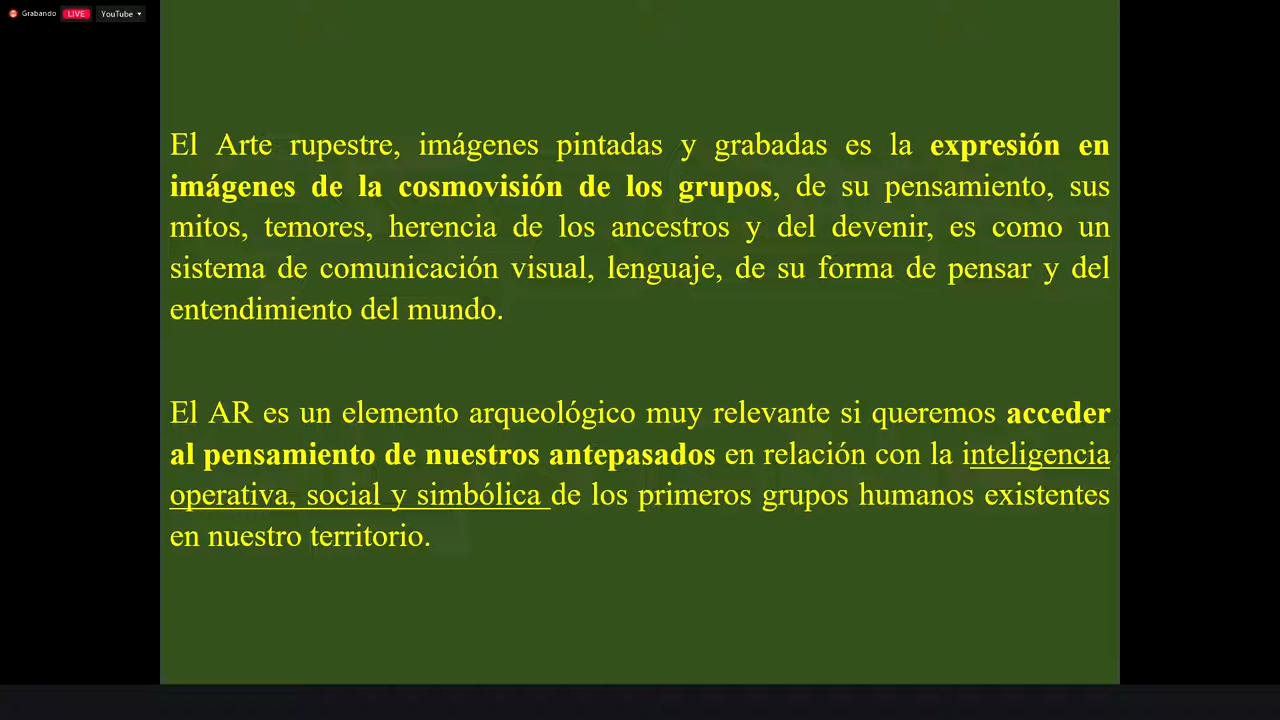 Grabando LIVE YouTube
El Arte rupestre, imágenes pintadas y grabadas es la expresión en
imágenes de la cosmovisión de los grupos, de su pensamiento, sus
mitos, temores, herencia de los ancestros y del devenir, es como un
sistema de comunicación visual, lenguaje, de su forma de pensar y del
entendimiento del mundo.
El AR es un elemento arqueológico muy relevante si queremos acceder
al pensamiento de nuestros antepasados en relación con la inteligencia
operativa, social y simbólica de los primeros grupos humanos existentes
en nuestro territorio.